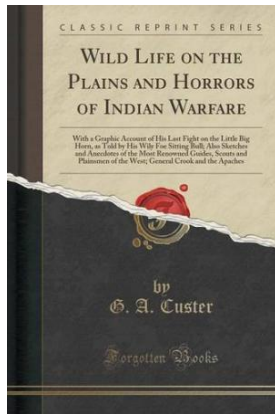 CLASSIC REPRINT SERIES
WILD LIFE ON THE
PLAINS AND HORRORS
OF INDIAN WARFARE
With a Graphic Account of His Last Fight on the Little Big
Horn, as Told by His Wily Foe Sitting Bull; Also Sketches
and Anecdotes of the Most Renowned Guides, Scouts and
Plainsmen of the West; General Crook and the Apaches
by
G. A. Custer
Forgotten Books